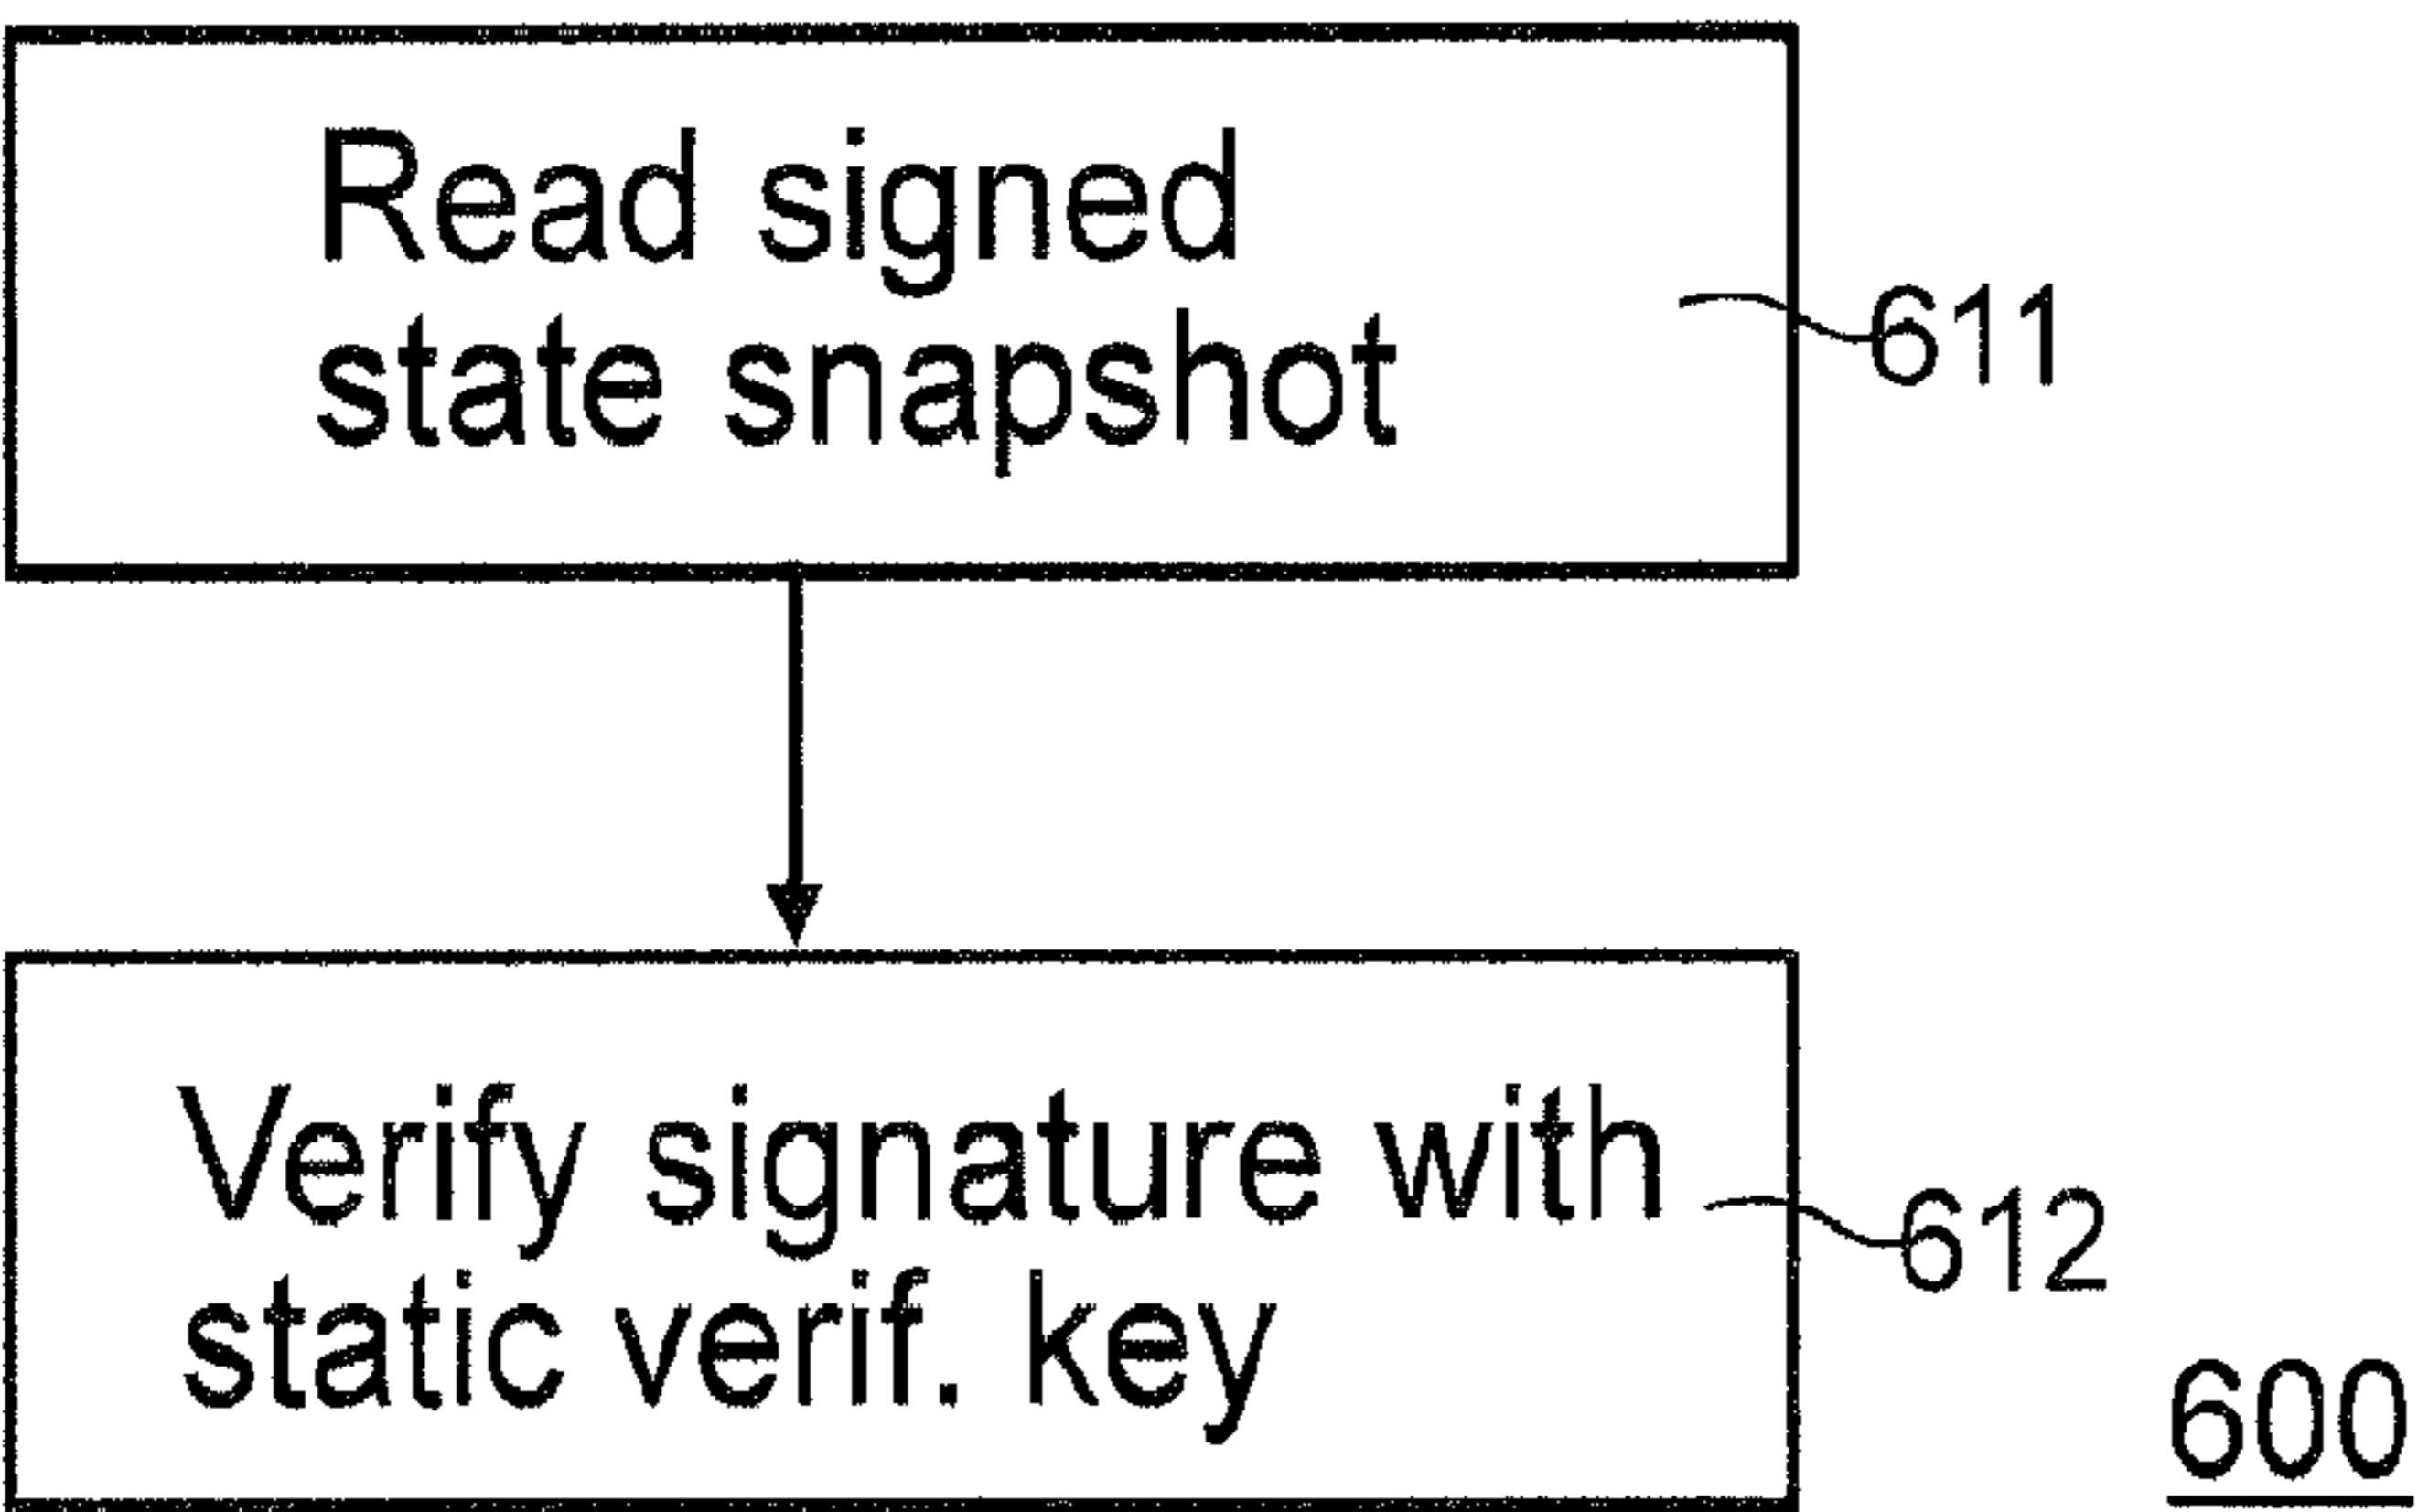 Read signed
state snapshot
611
Verify signature with
static verif. key
612
600